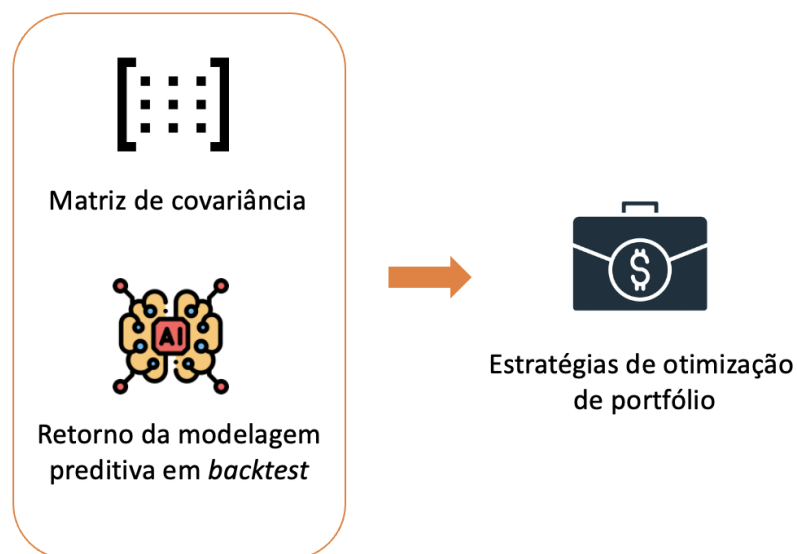 Matriz de covariância
AI
Retorno da modelagem
preditiva em backtest
$
Estratégias de otimização
de portfólio